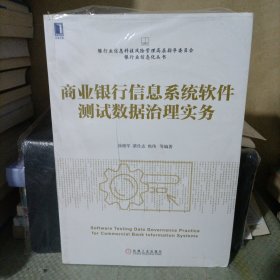 银行业信息科技风险管理高层指导委员会
银行业信息化丛书
商业银行信息系统软件
测试数据治理实务
等编著
Software Testing Data Governance Practice
for Commercial Bank Information Systems
机械工业出版社